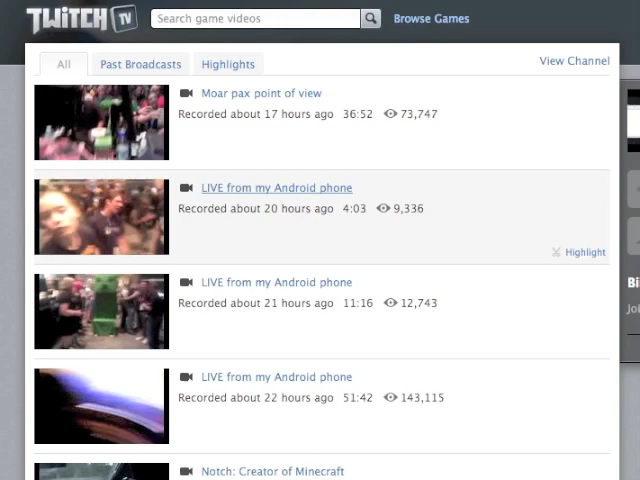 TWiTCH TV Search game videos Browse Games
All Past Broadcasts Highlights View Channel
Moar pax point of view
Recorded about 17 hours ago 36:52 73,747
LIVE from my Android phone
Recorded about 20 hours ago 4:03 9,336
Highlight
LIVE from my Android phone
Recorded about 21 hours ago 11:16 12,743
LIVE from my Android phone
Recorded about 22 hours ago 51:42 143,115
Notch: Creator of Minecraft